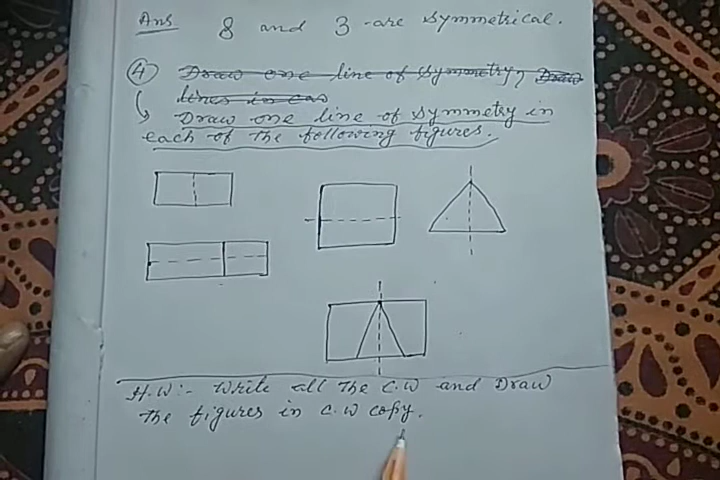 Ans 8 and 3 are symmetrical.
④ Draw one line of symmetry, Draw
lines in eas
Draw one line of symmetry in
each of the following figures.
H.W:- Write all the C.W and Draw
the figures in C.W copy.